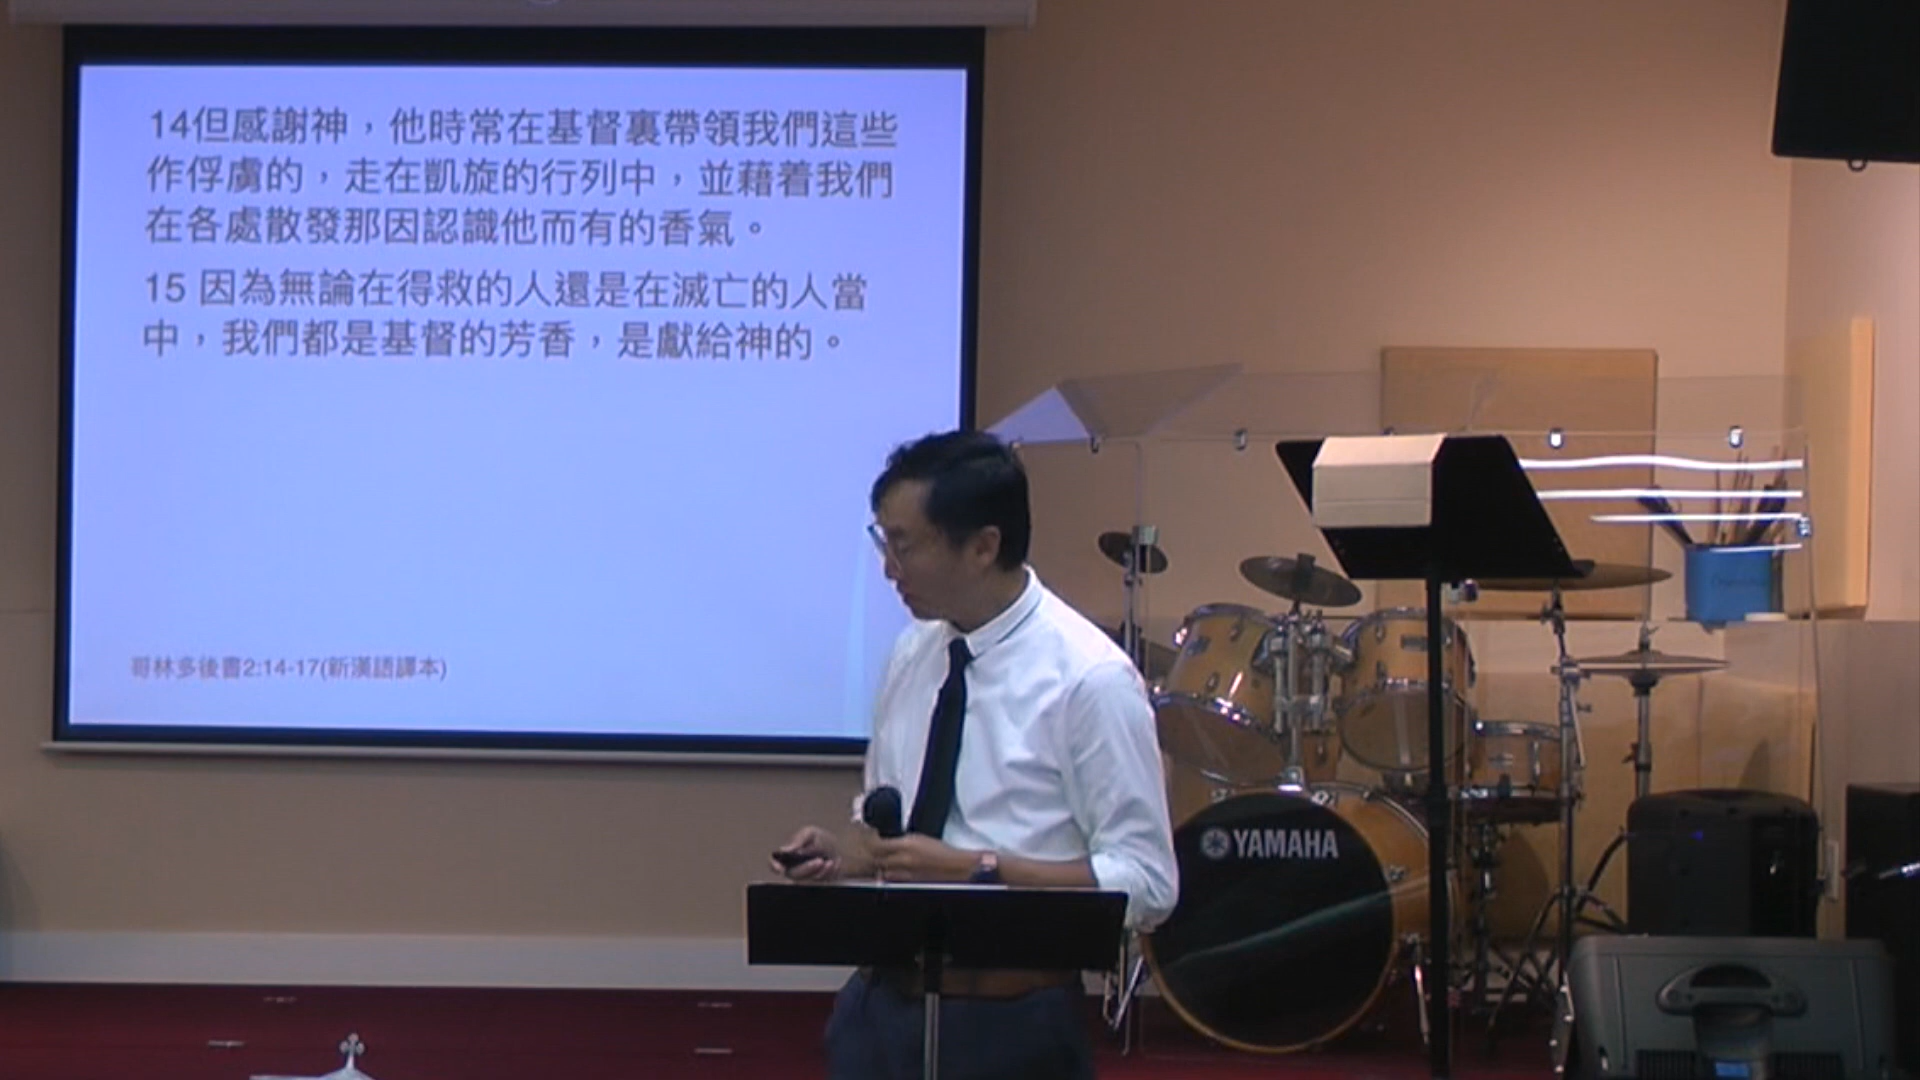 14但感謝神，他時常在基督裏帶領我們這些
作俘虜的，走在凱旋的行列中，並藉着我們
在各處散發那因認識他而有的香氣。
15 因為無論在得救的人還是在滅亡的人當
中，我們都是基督的芳香，是獻給神的。
哥林多後書2:14-17(新漢語譯本)
YAMAHA